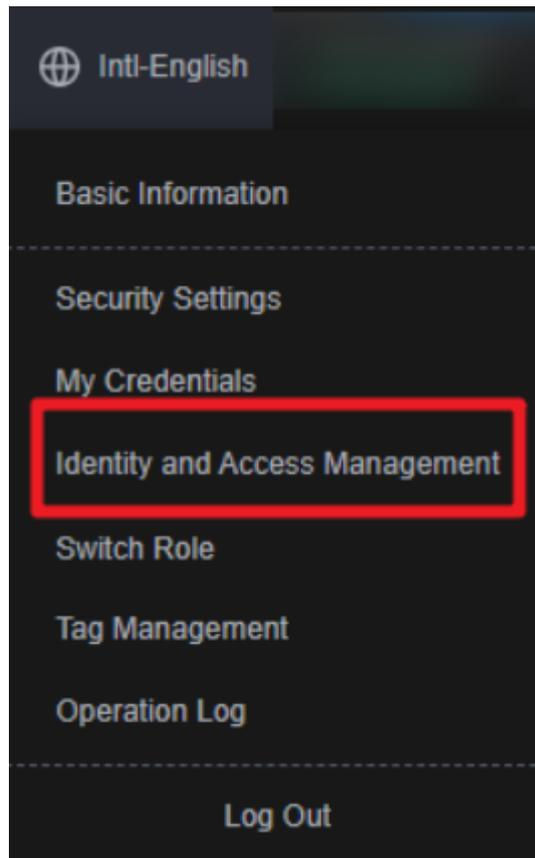 Intl-English
Basic Information
Security Settings
My Credentials
Identity and Access Management
Switch Role
Tag Management
Operation Log
Log Out